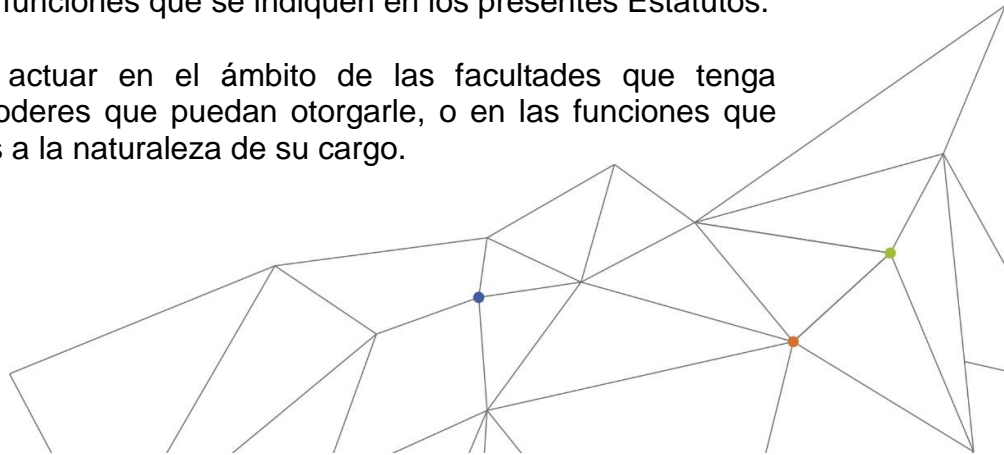 funciones que se indiquen en los presentes Estatutos.
actuar en el ámbito de las facultades que tenga
poderes que puedan otorgarle, o en las funciones que
a la naturaleza de su cargo.